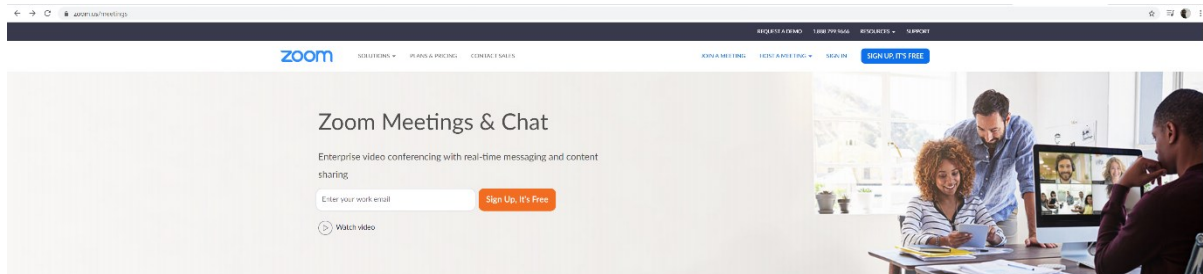 zoom.us/meetings
REQUEST A DEMO 1.888.799.9666 RESOURCES SUPPORT
zoom SOLUTIONS PLANS & PRICING CONTACT SALES JOIN A MEETING HOST A MEETING SIGN IN SIGN UP, IT'S FREE
Zoom Meetings & Chat
Enterprise video conferencing with real-time messaging and content
sharing
Enter your work email Sign Up, It's Free
Watch video